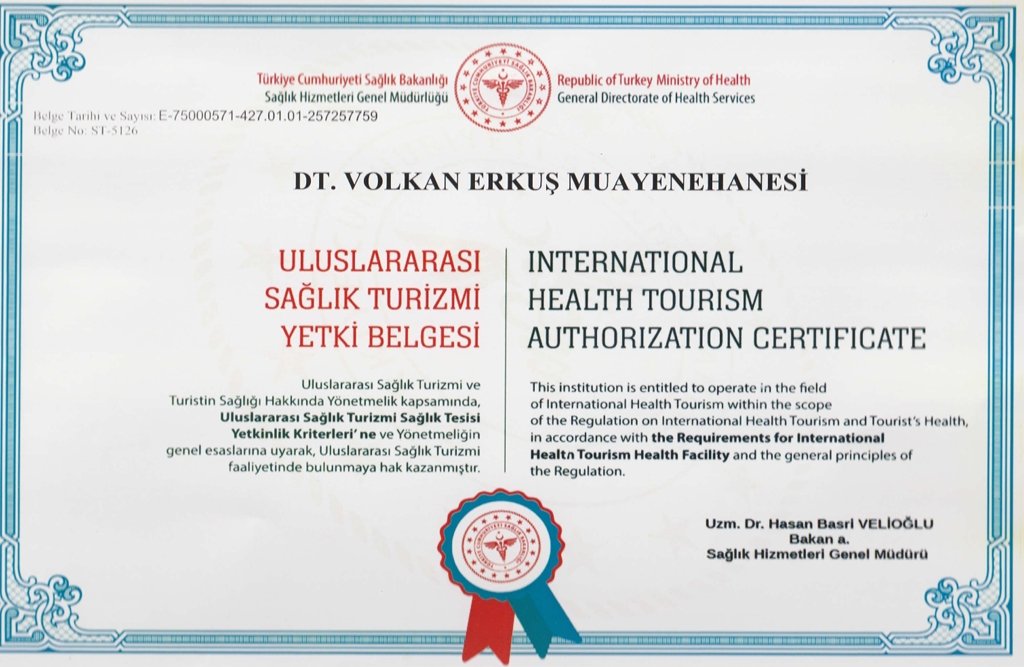 Türkiye Cumhuriyeti Sağlık Bakanlığı
Sağlık Hizmetleri Genel Müdürlüğü
Republic of Turkey Ministry of Health
General Directorate of Health Services
Belge Tarihi ve Sayısı: E-75000571-427.01.01-257257759
Belge No: ST-5126
DT. VOLKAN ERKUŞ MUAYENEHANESİ
ULUSLARARASI
SAĞLIK TURİZMİ
YETKİ BELGESİ
Uluslararası Sağlık Turizmi ve
Turistin Sağlığı Hakkında Yönetmelik kapsamında,
Uluslararası Sağlık Turizmi Sağlık Tesisi
Yetkinlik Kriterleri' ne ve Yönetmeliğin
genel esaslarına uyarak, Uluslararası Sağlık Turizmi
faaliyetinde bulunmaya hak kazanmıştır.
INTERNATIONAL
HEALTH TOURISM
AUTHORIZATION CERTIFICATE
This institution is entitled to operate in the field
of International Health Tourism within the scope
of the Regulation on International Health Tourism and Tourist's Health,
in accordance with the Requirements for International
Health Tourism Health Facility and the general principles of
the Regulation.
Uzm. Dr. Hasan Basri VELİOĞLU
Bakan a.
Sağlık Hizmetleri Genel Müdürü